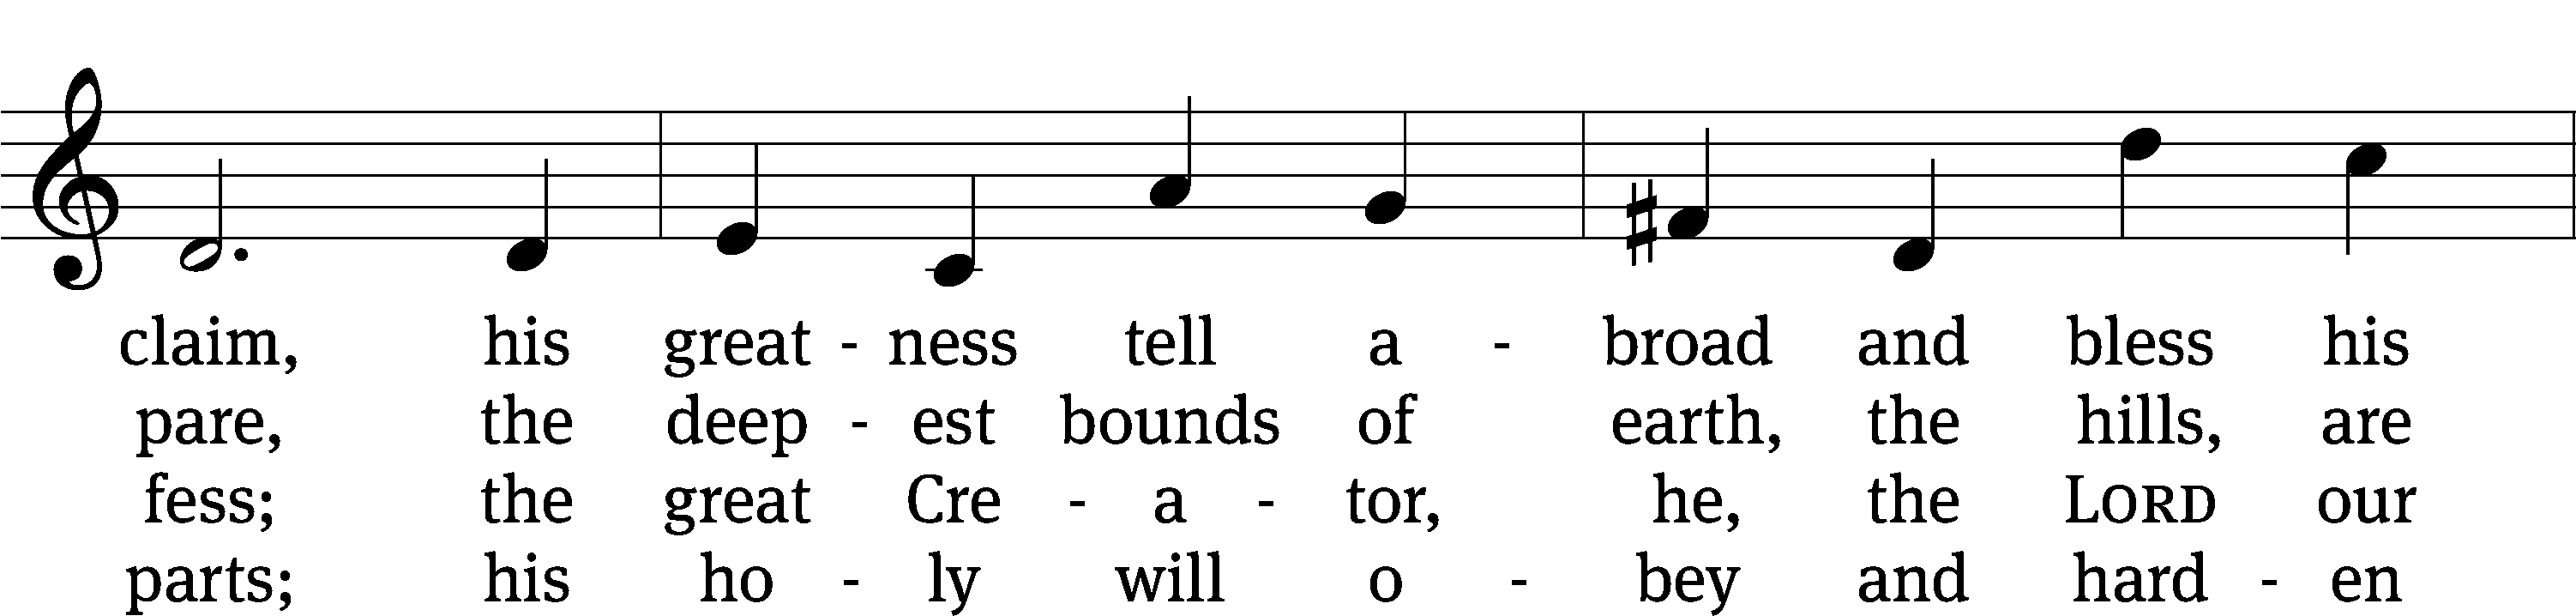 claim, his great - ness tell a - broad and bless his
pare, the deep - est bounds of earth, the hills, are
fess; the great Cre - a - tor, he, the LORD our
parts; his ho - ly will o - bey and hard - en